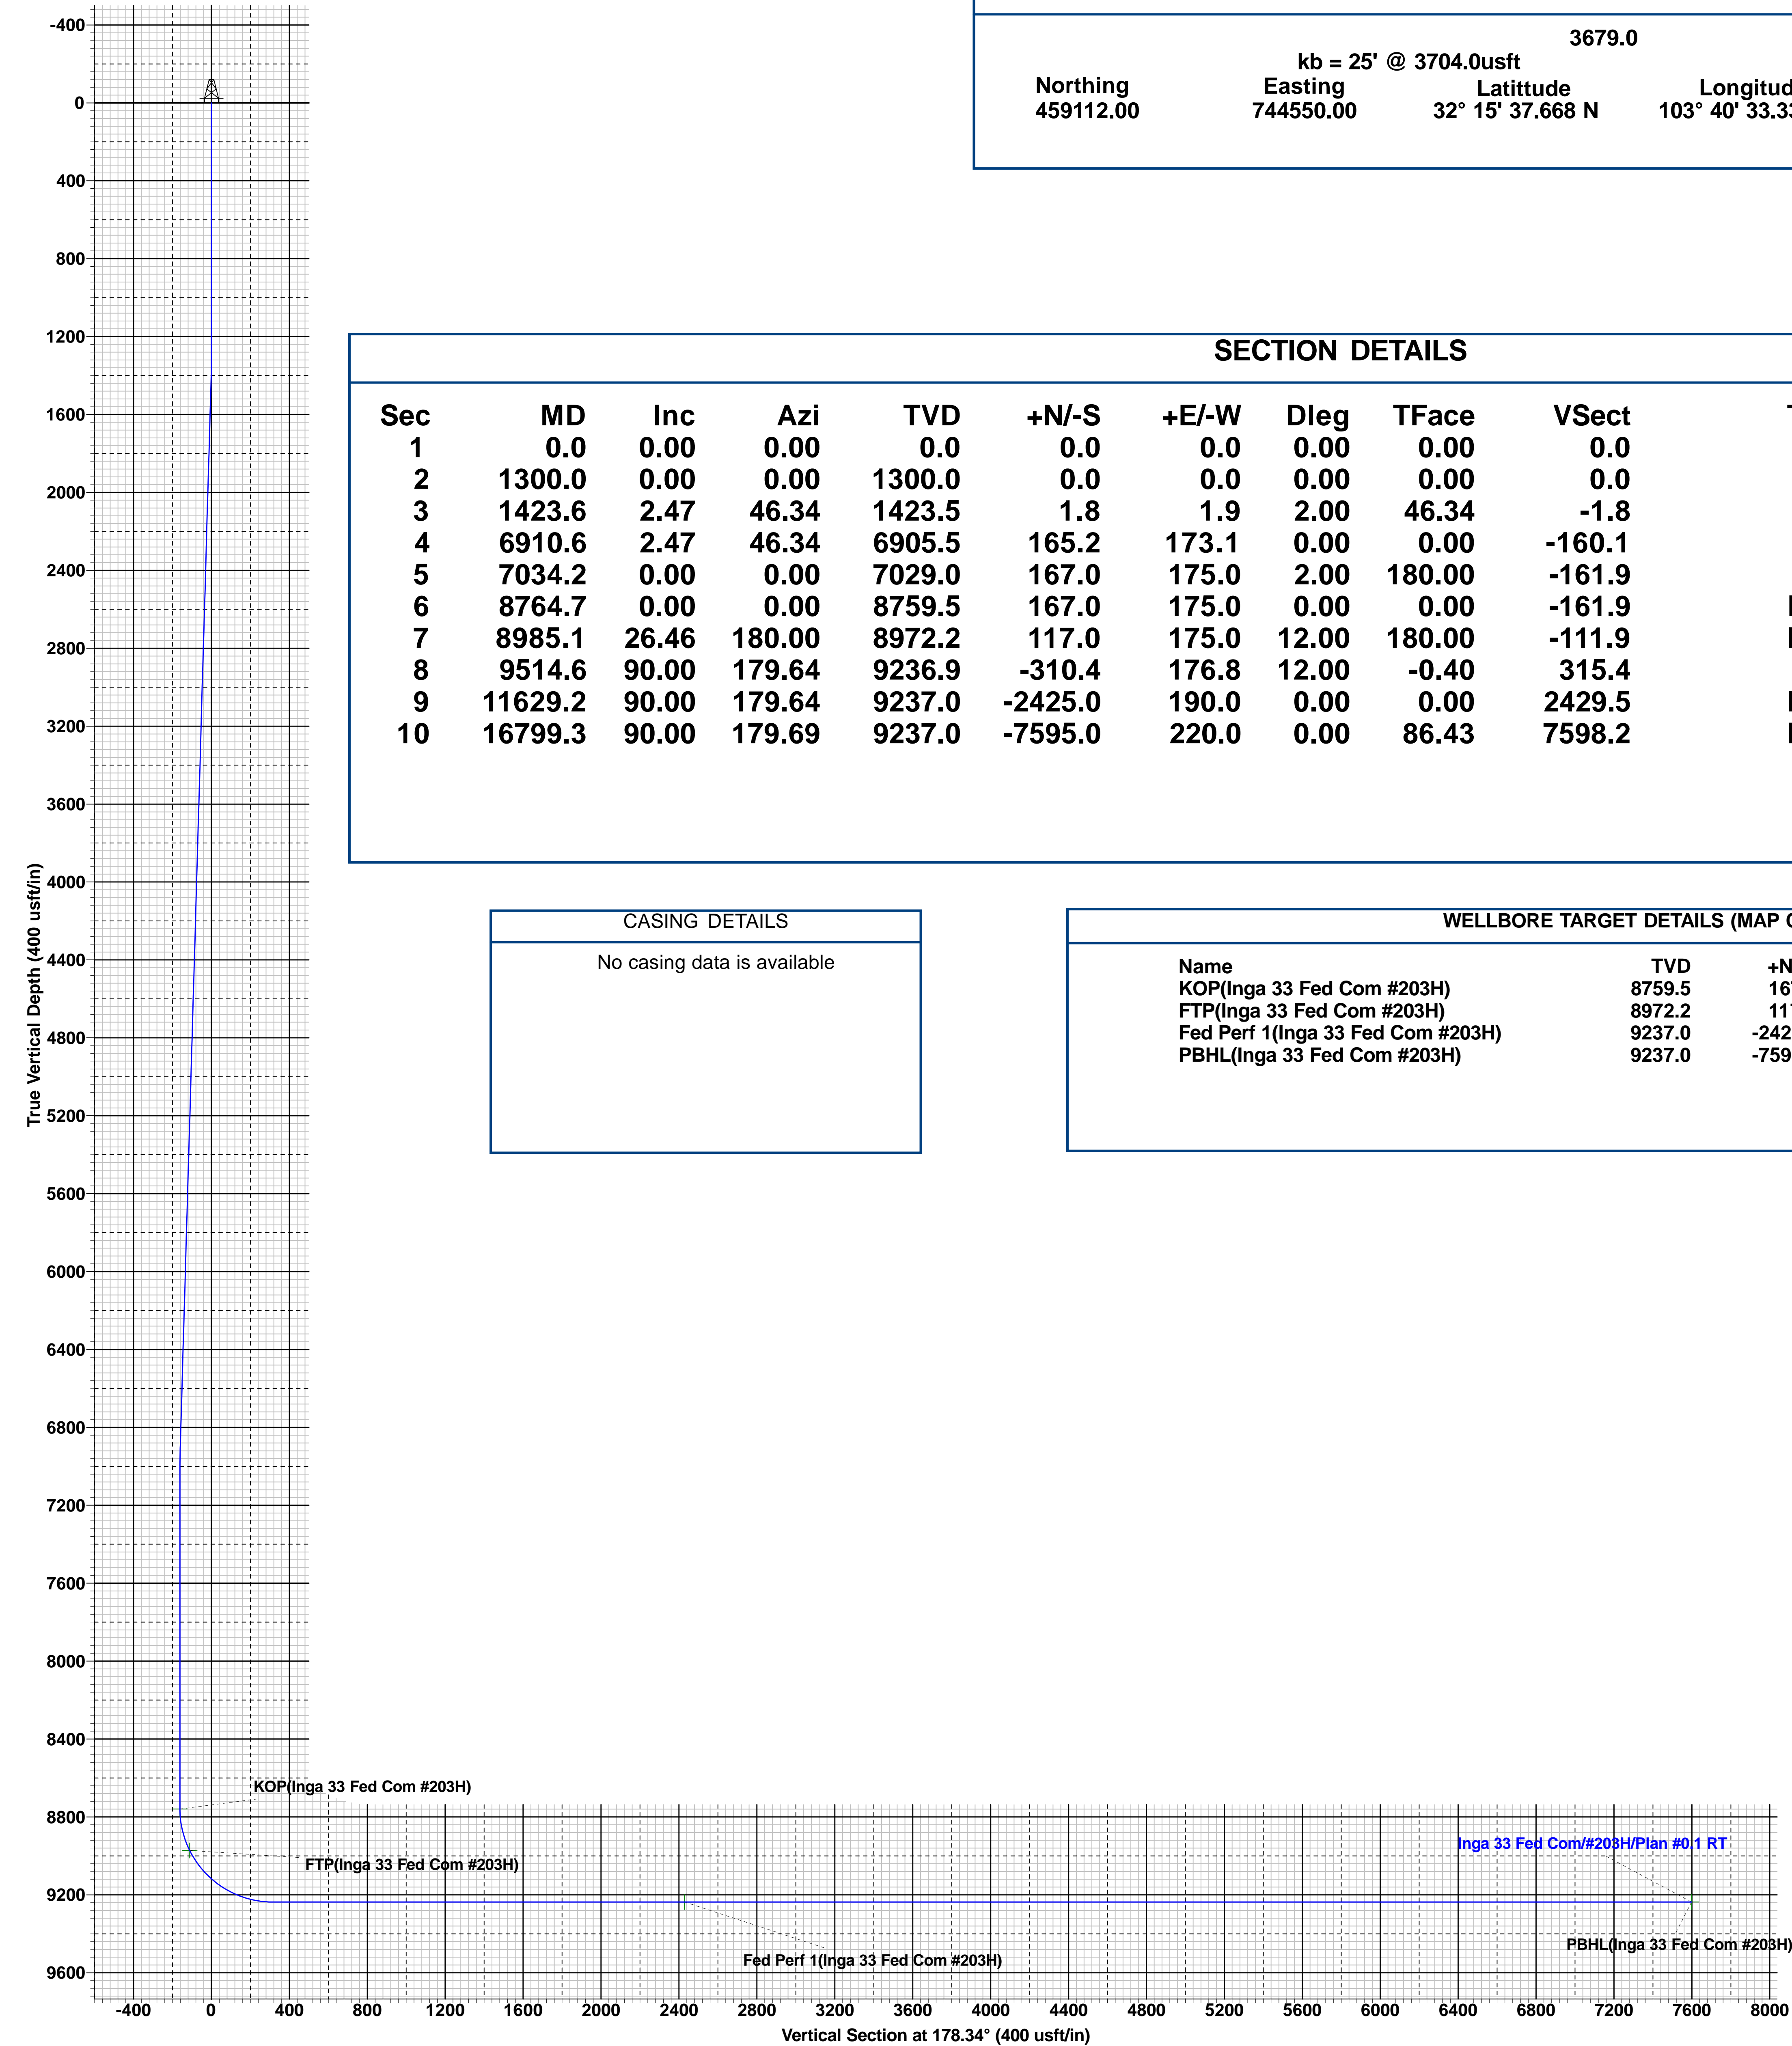 3679.0
kb = 25' @ 3704.0usft
Northing Easting Latittude
459112.00 744550.00 32° 15' 37.668 N 103° 40'
SECTION DETAILS
Sec MD Inc Azi TVD +N/-S +E/-W Dleg TFace VSect
1 0.0 0.00 0.00 0.0 0.0 0.0 0.00 0.00 0.0
2 1300.0 0.00 0.00 1300.0 0.0 0.0 0.00 0.00 0.0
3 1423.6 2.47 46.34 1423.5 1.8 1.9 2.00 46.34 -1.8
4 6910.6 2.47 46.34 6905.5 165.2 173.1 0.00 0.00 -160.1
5 7034.2 0.00 0.00 7029.0 167.0 175.0 2.00 180.00 -161.9
6 8764.7 0.00 0.00 8759.5 167.0 175.0 0.00 0.00 -161.9
7 8985.1 26.46 180.00 8972.2 117.0 175.0 12.00 180.00 -111.9
8 9514.6 90.00 179.64 9236.9 -310.4 176.8 12.00 -0.40 315.4
9 11629.2 90.00 179.64 9237.0 -2425.0 190.0 0.00 0.00 2429.5
10 16799.3 90.00 179.69 9237.0 -7595.0 220.0 0.00 86.43 7598.2
CASING DETAILS
No casing data is available
WELLBORE TARGET DETAILS (MAP
Name TVD
KOP(Inga 33 Fed Com #203H) 8759.5
FTP(Inga 33 Fed Com #203H) 8972.2
Fed Perf 1(Inga 33 Fed Com #203H) 9237.0
PBHL(Inga 33 Fed Com #203H) 9237.0
True Vertical Depth (400 usft/in)
-400
0
400
800
1200
1600
2000
2400
2800
3200
3600
4000
4400
4800
5200
5600
6000
6400
6800
7200
7600
8000
8400
8800
9200
9600
KOP(Inga 33 Fed Com #203H)
FTP(Inga 33 Fed Com #203H)
Inga 33 Fed Com/#203H/Plan #0.1 RT
Fed Perf 1(Inga 33 Fed Com #203H)
PBHL(Inga 33 Fed Com #203H)
-400 0 400 800 1200 1600 2000 2400 2800 3200 3600 4000 4400 4800 5200 5600 6000 6400 6800 7200 7600 8000
Vertical Section at 178.34° (400 usft/in)